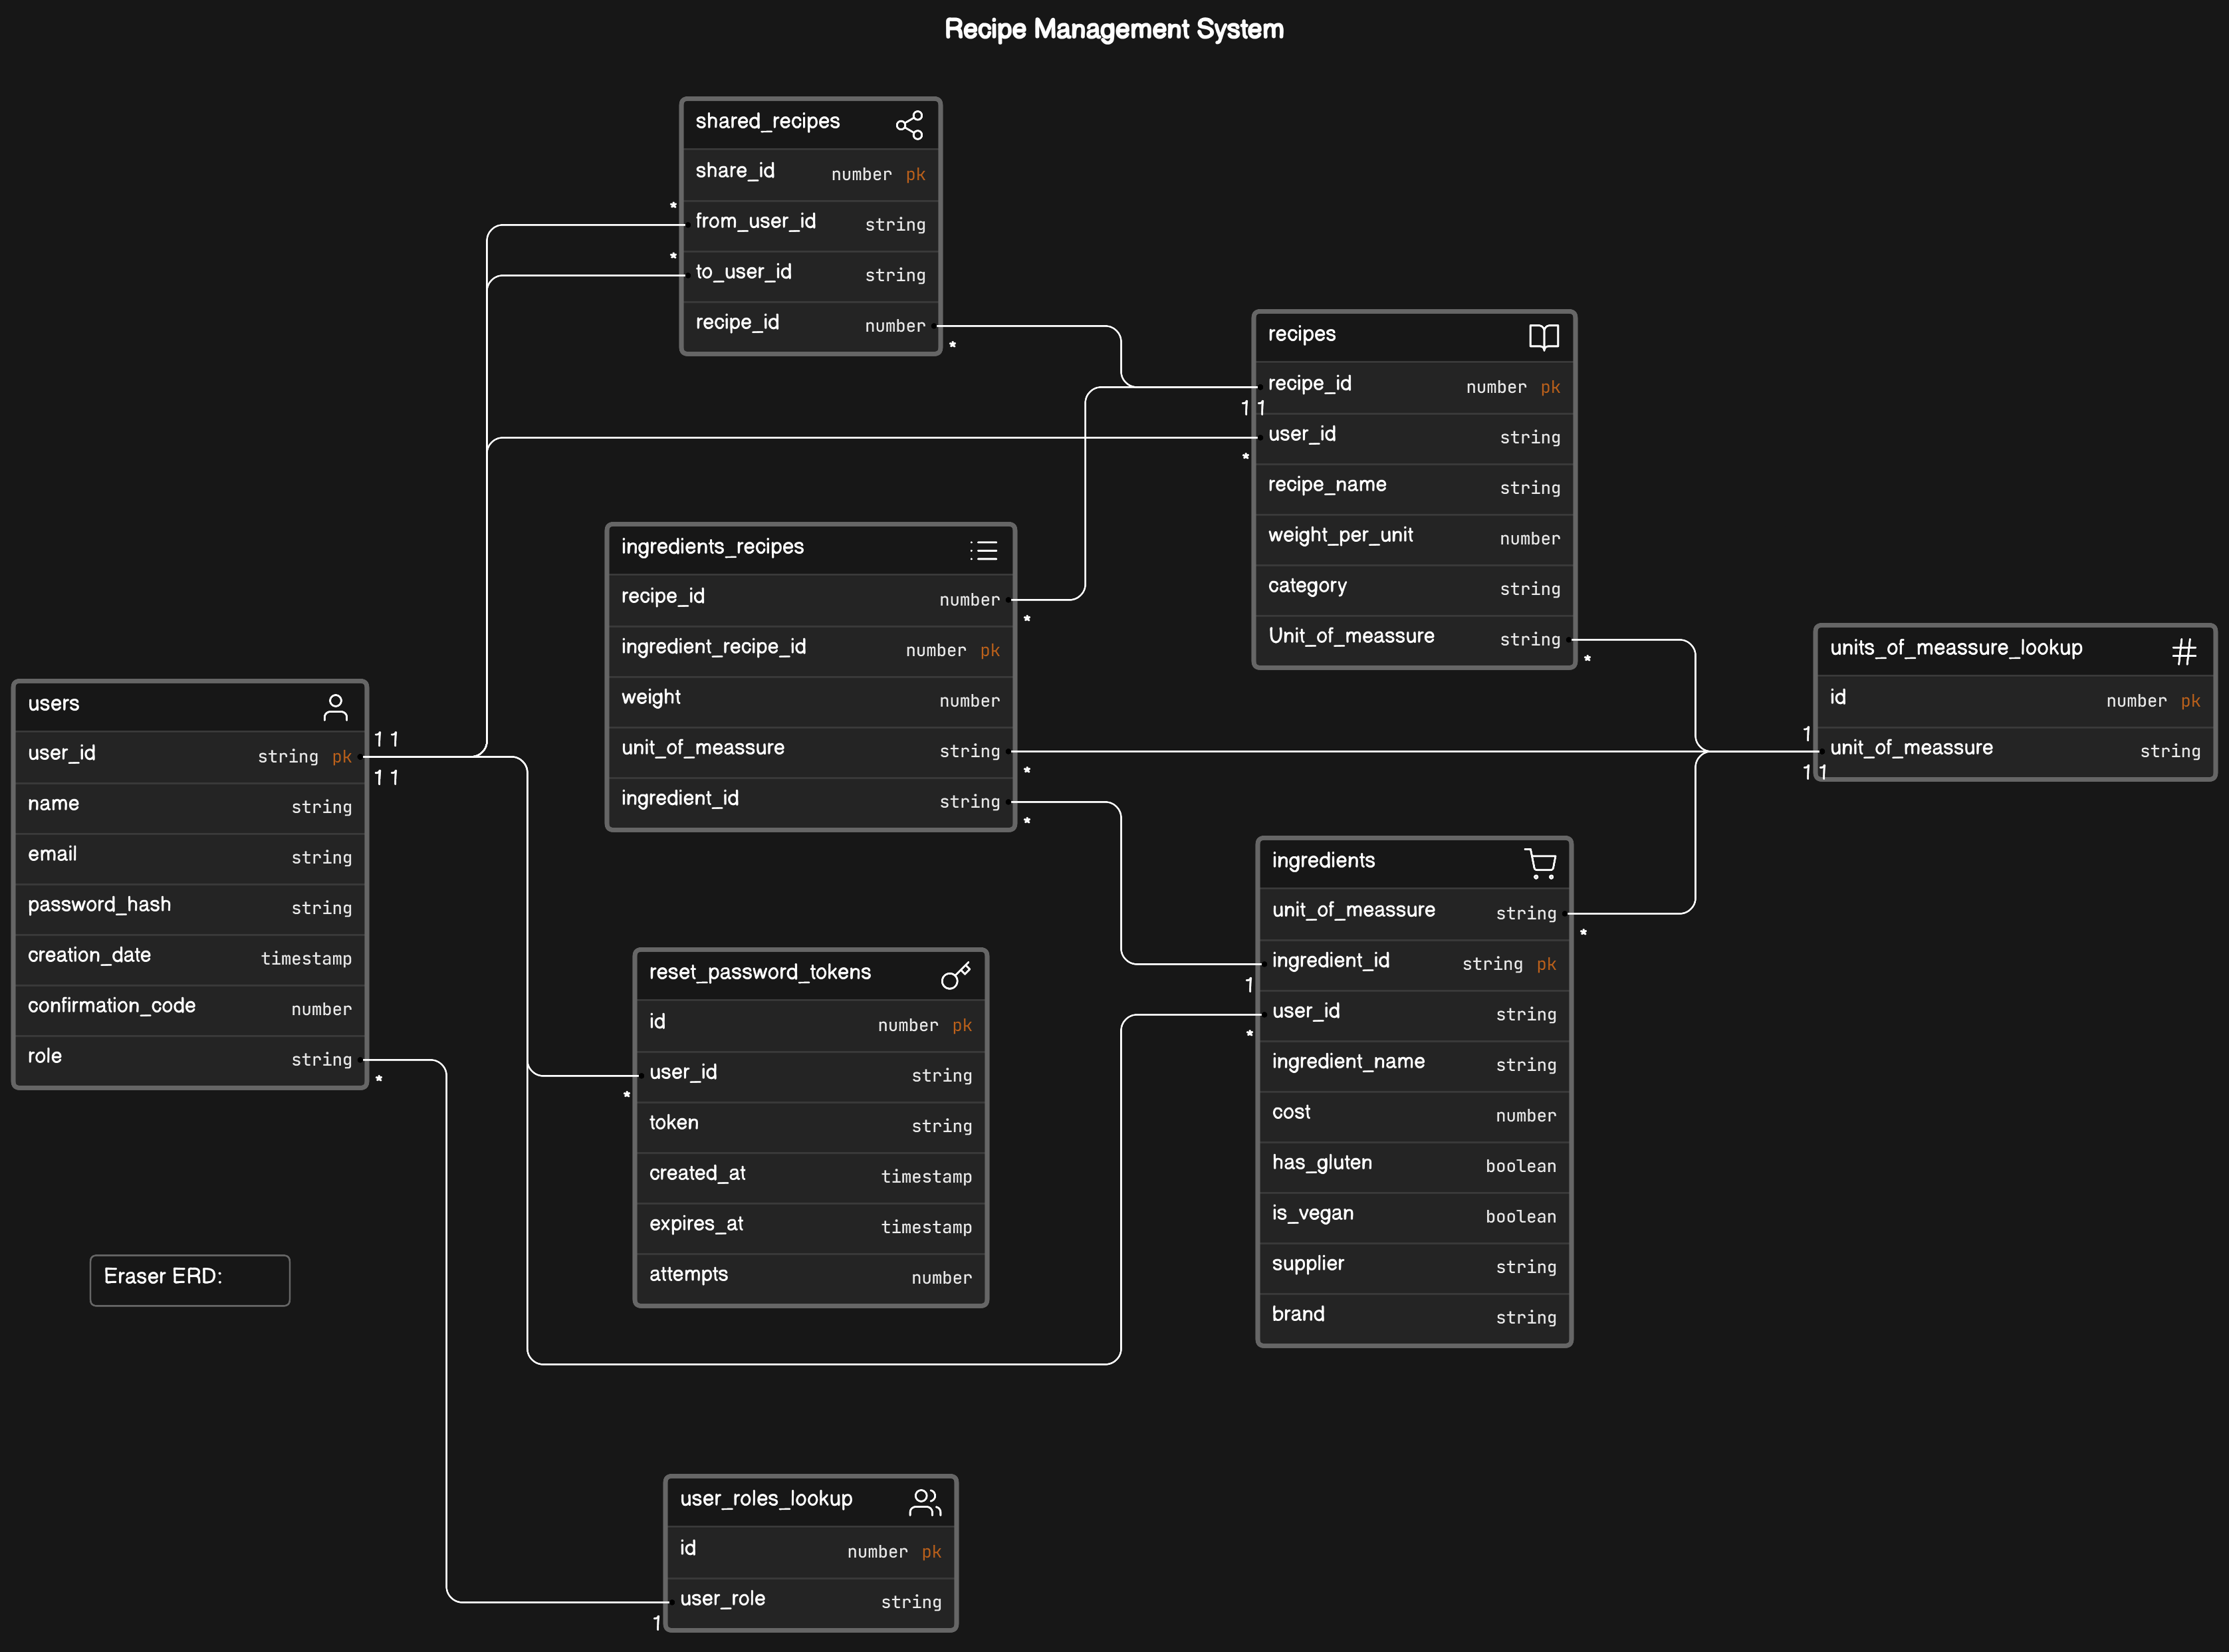 Recipe Management System
shared_recipes
share_id number pk
*
from_user_id string
*
to_user_id string
recipe_id number
*
recipes
recipe_id number pk
1 1
user_id string
*
recipe_name string
weight_per_unit number
category string
Unit_of_meassure string
*
ingredients_recipes
recipe_id number
*
ingredient_recipe_id number pk
weight number
unit_of_meassure string
*
ingredient_id string
*
units_of_meassure_lookup
id number pk
1
unit_of_meassure string
1 1
users
1 1
user_id string pk
1 1
name string
email string
password_hash string
creation_date timestamp
confirmation_code number
role string
*
ingredients
unit_of_meassure string
*
ingredient_id string pk
1
user_id string
*
ingredient_name string
cost number
has_gluten boolean
is_vegan boolean
supplier string
brand string
reset_password_tokens
id number pk
user_id string
*
token string
created_at timestamp
expires_at timestamp
attempts number
Eraser ERD:
user_roles_lookup
id number pk
user_role string
1